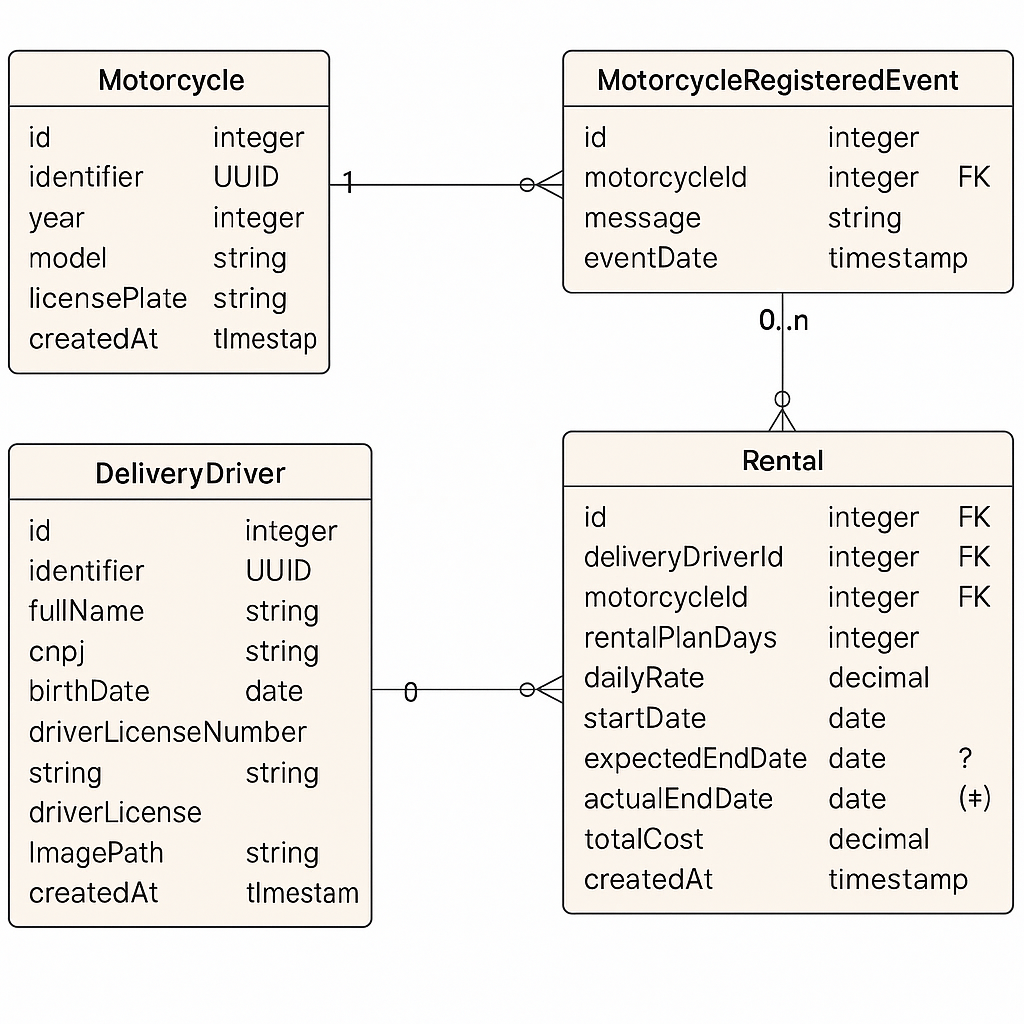 Motorcycle
id integer
identifier UUID
year integer
model string
licensePlate string
createdAt tImestap
1
MotorcycleRegisteredEvent
id integer
motorcycleId integer FK
message string
eventDate timestamp
0..n
DeliveryDriver
id integer
identifier UUID
fullName string
cnpj string
birthDate date
driverLicenseNumber
string string
driverLicense
ImagePath string
createdAt tImestam
0
Rental
id integer FK
deliveryDriverId integer FK
motorcycleId integer FK
rentalPlanDays integer
dailyRate decimal
startDate date
expectedEndDate date ?
actualEndDate date (ǂ)
totalCost decimal
createdAt timestamp